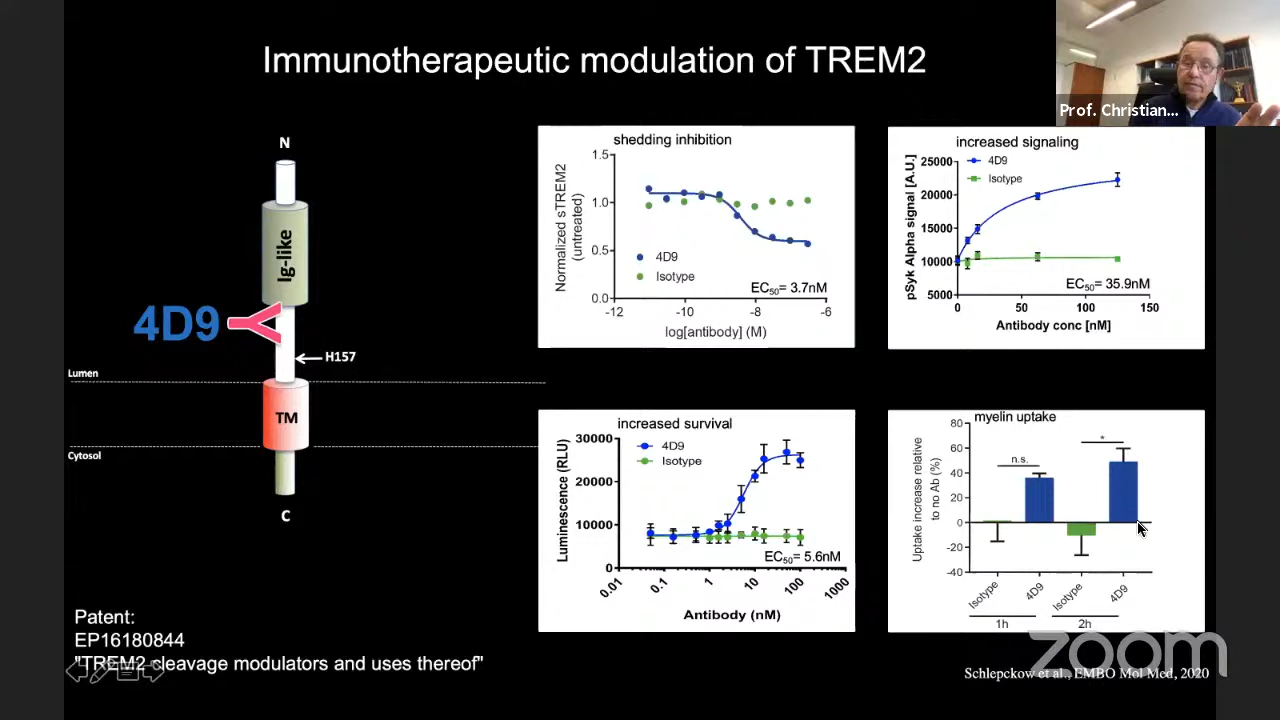 Immunotherapeutic modulation of TREM2
Prof. Christian...
N
Ig-like
4D9
H157
Lumen
TM
Cytosol
C
shedding inhibition
Normalized sTREM2
(untreated)
1.5
1.0
0.5
0.0
4D9
Isotype
EC50= 3.7nM
-12 -10 -8 -6
log[antibody] (M)
increased signaling
pSyk Alpha signal [A.U.]
25000
20000
15000
10000
5000
4D9
Isotype
EC50= 35.9nM
0 50 100 150
Antibody conc [nM]
increased survival
Luminescence (RLU)
30000
20000
10000
0
4D9
Isotype
EC50= 5.6nM
0.01 0.1 1 10 100 1000
Antibody (nM)
myelin uptake
Uptake increase relative
to no Ab (%)
80
60
40
20
0
-20
-40
n.s.
*
Isotype 4D9 Isotype 4D9
1h 2h
Patent:
EP16180844
"TREM2 cleavage modulators and uses thereof"
Schlepckow et al., EMBO Mol Med, 2020
zoom